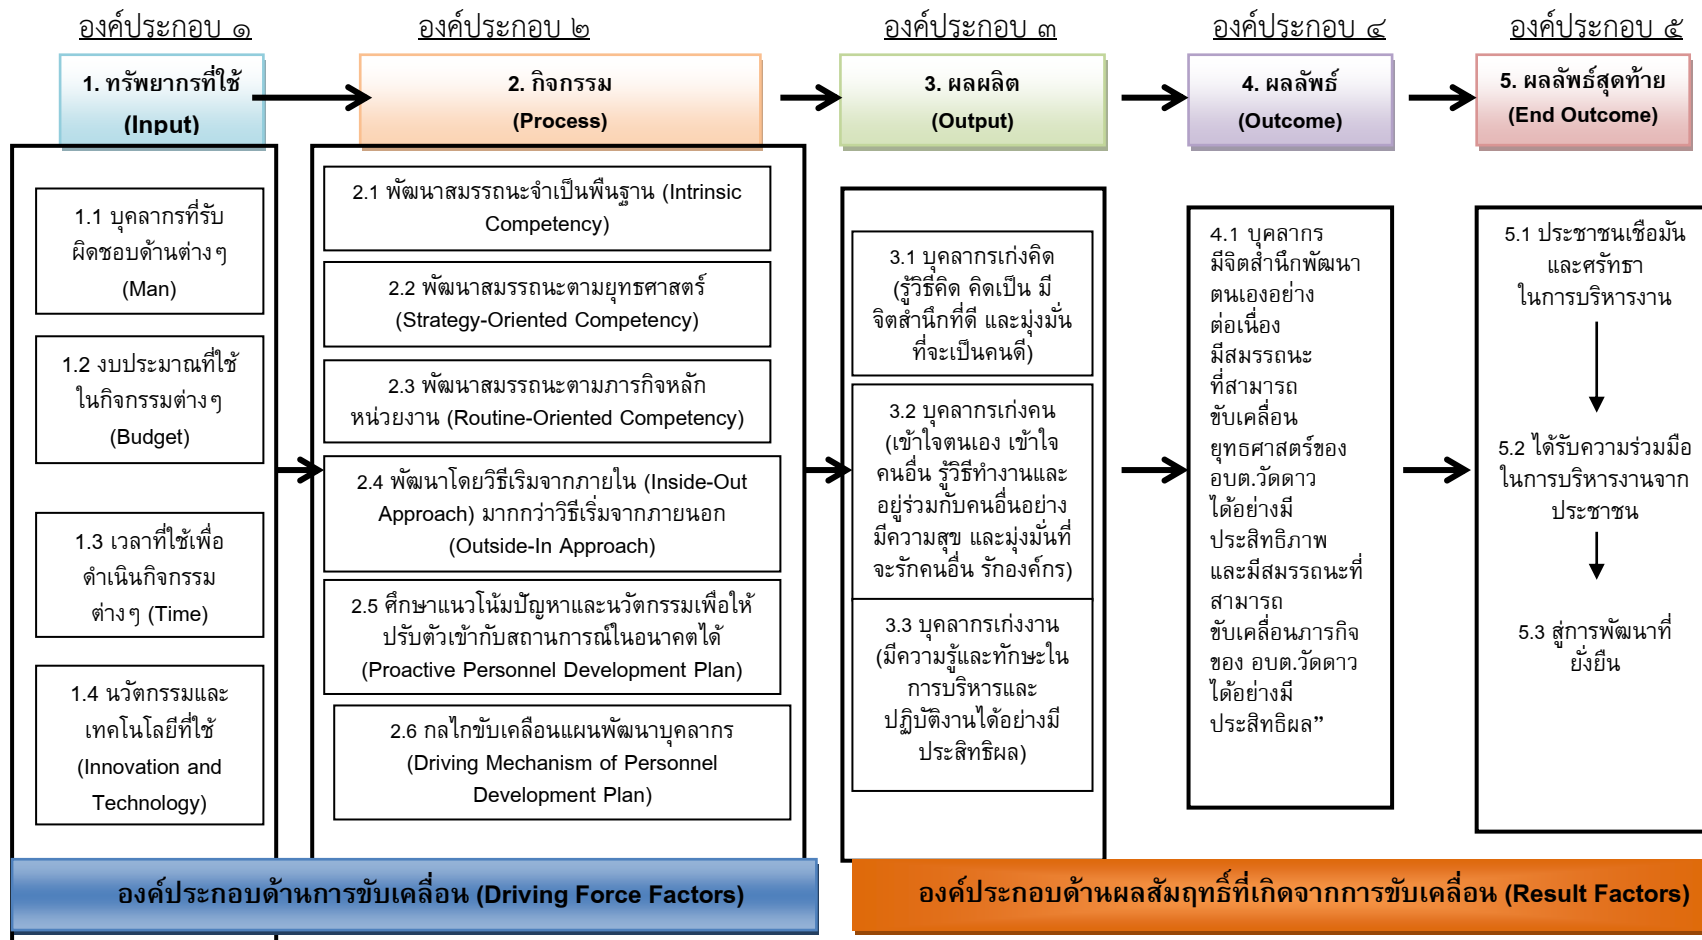 องค์ประกอบ ๑
องค์ประกอบ ๒
องค์ประกอบ ๓
องค์ประกอบ ๔
องค์ประกอบ ๕
1. ทรัพยากรที่ใช้
(Input)
2. กิจกรรม
(Process)
3. ผลผลิต
(Output)
4. ผลลัพธ์
(Outcome)
5. ผลลัพธ์สุดท้าย
(End Outcome)
1.1 บุคลากรที่รับ
ผิดชอบด้านต่างๆ
(Man)
1.2 งบประมาณที่ใช้
ในกิจกรรมต่างๆ
(Budget)
1.3 เวลาที่ใช้เพื่อ
ดำเนินกิจกรรม
ต่างๆ (Time)
1.4 นวัตกรรมและ
เทคโนโลยีที่ใช้
(Innovation and
Technology)
2.1 พัฒนาสมรรถนะจำเป็นพื้นฐาน (Intrinsic
Competency)
2.2 พัฒนาสมรรถนะตามยุทธศาสตร์
(Strategy-Oriented Competency)
2.3 พัฒนาสมรรถนะตามภารกิจหลัก
หน่วยงาน (Routine-Oriented Competency)
2.4 พัฒนาโดยวิธีเริ่มจากภายใน (Inside-Out
Approach) มากกว่าวิธีเริ่มจากภายนอก
(Outside-In Approach)
2.5 ศึกษาแนวโน้มปัญหาและนวัตกรรมเพื่อให้
ปรับตัวเข้ากับสถานการณ์ในอนาคตได้
(Proactive Personnel Development Plan)
2.6 กลไกขับเคลื่อนแผนพัฒนาบุคลากร
(Driving Mechanism of Personnel
Development Plan)
3.1 บุคลากรเก่งคิด
(รู้วิธีคิด คิดเป็น มี
จิตสำนึกที่ดี และมุ่งมั่น
ที่จะเป็นคนดี)
3.2 บุคลากรเก่งคน
(เข้าใจตนเอง เข้าใจ
คนอื่น รู้วิธีทำงานและ
อยู่ร่วมกับคนอื่นอย่าง
มีความสุข และมุ่งมั่นที่
จะรักคนอื่น รักองค์กร)
3.3 บุคลากรเก่งงาน
(มีความรู้และทักษะใน
การบริหารและ
ปฏิบัติงานได้อย่างมี
ประสิทธิผล)
4.1 บุคลากร
มีจิตสำนึกพัฒนา
ตนเองอย่าง
ต่อเนื่อง
มีสมรรถนะ
ที่สามารถ
ขับเคลื่อน
ยุทธศาสตร์ของ
อบต.วัดดาว
ได้อย่างมี
ประสิทธิภาพ
และมีสมรรถนะที่
สามารถ
ขับเคลื่อนภารกิจ
ของ อบต.วัดดาว
ได้อย่างมี
ประสิทธิผล”
5.1 ประชาชนเชื่อมั่น
และศรัทธา
ในการบริหารงาน
5.2 ได้รับความร่วมมือ
ในการบริหารงานจาก
ประชาชน
5.3 สู่การพัฒนาที่
ยั่งยืน
องค์ประกอบด้านการขับเคลื่อน (Driving Force Factors)
องค์ประกอบด้านผลสัมฤทธิ์ที่เกิดจากการขับเคลื่อน (Result Factors)